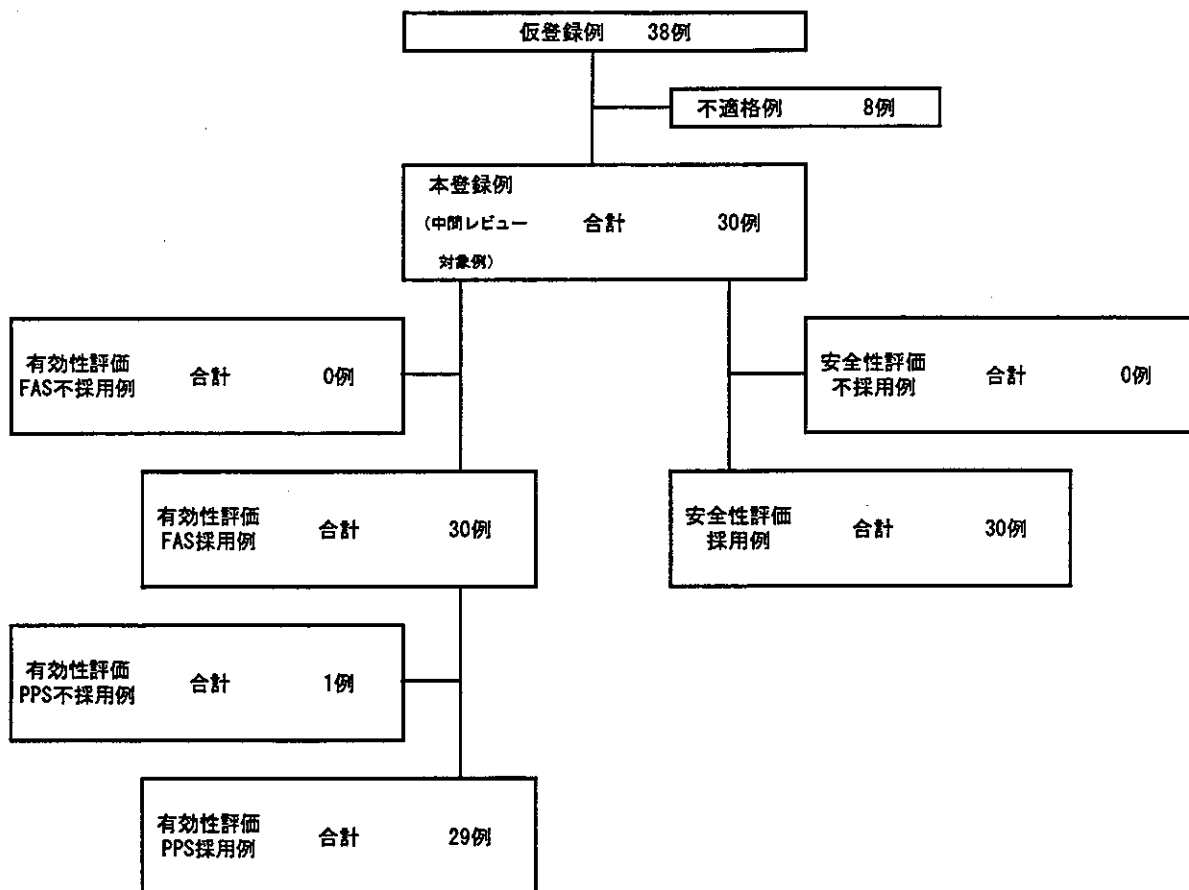 仮登録例 38例
不適格例 8例
本登録例
(中間レビュー 合計 30例
対象例)
有効性評価
FAS不採用例 合計 0例
安全性評価
不採用例 合計 0例
有効性評価
FAS採用例 合計 30例
安全性評価
採用例 合計 30例
有効性評価
PPS不採用例 合計 1例
有効性評価
PPS採用例 合計 29例